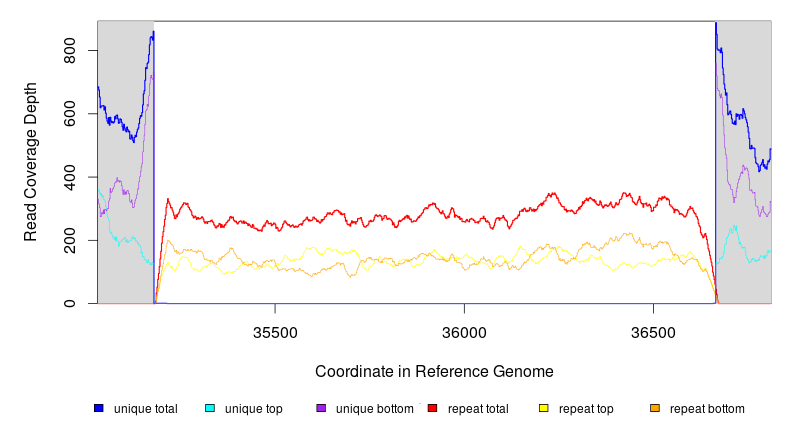 800
600
400
200
0
Read Coverage Depth
35500 36000 36500
Coordinate in Reference Genome
unique total unique top unique bottom repeat total repeat top repeat bottom